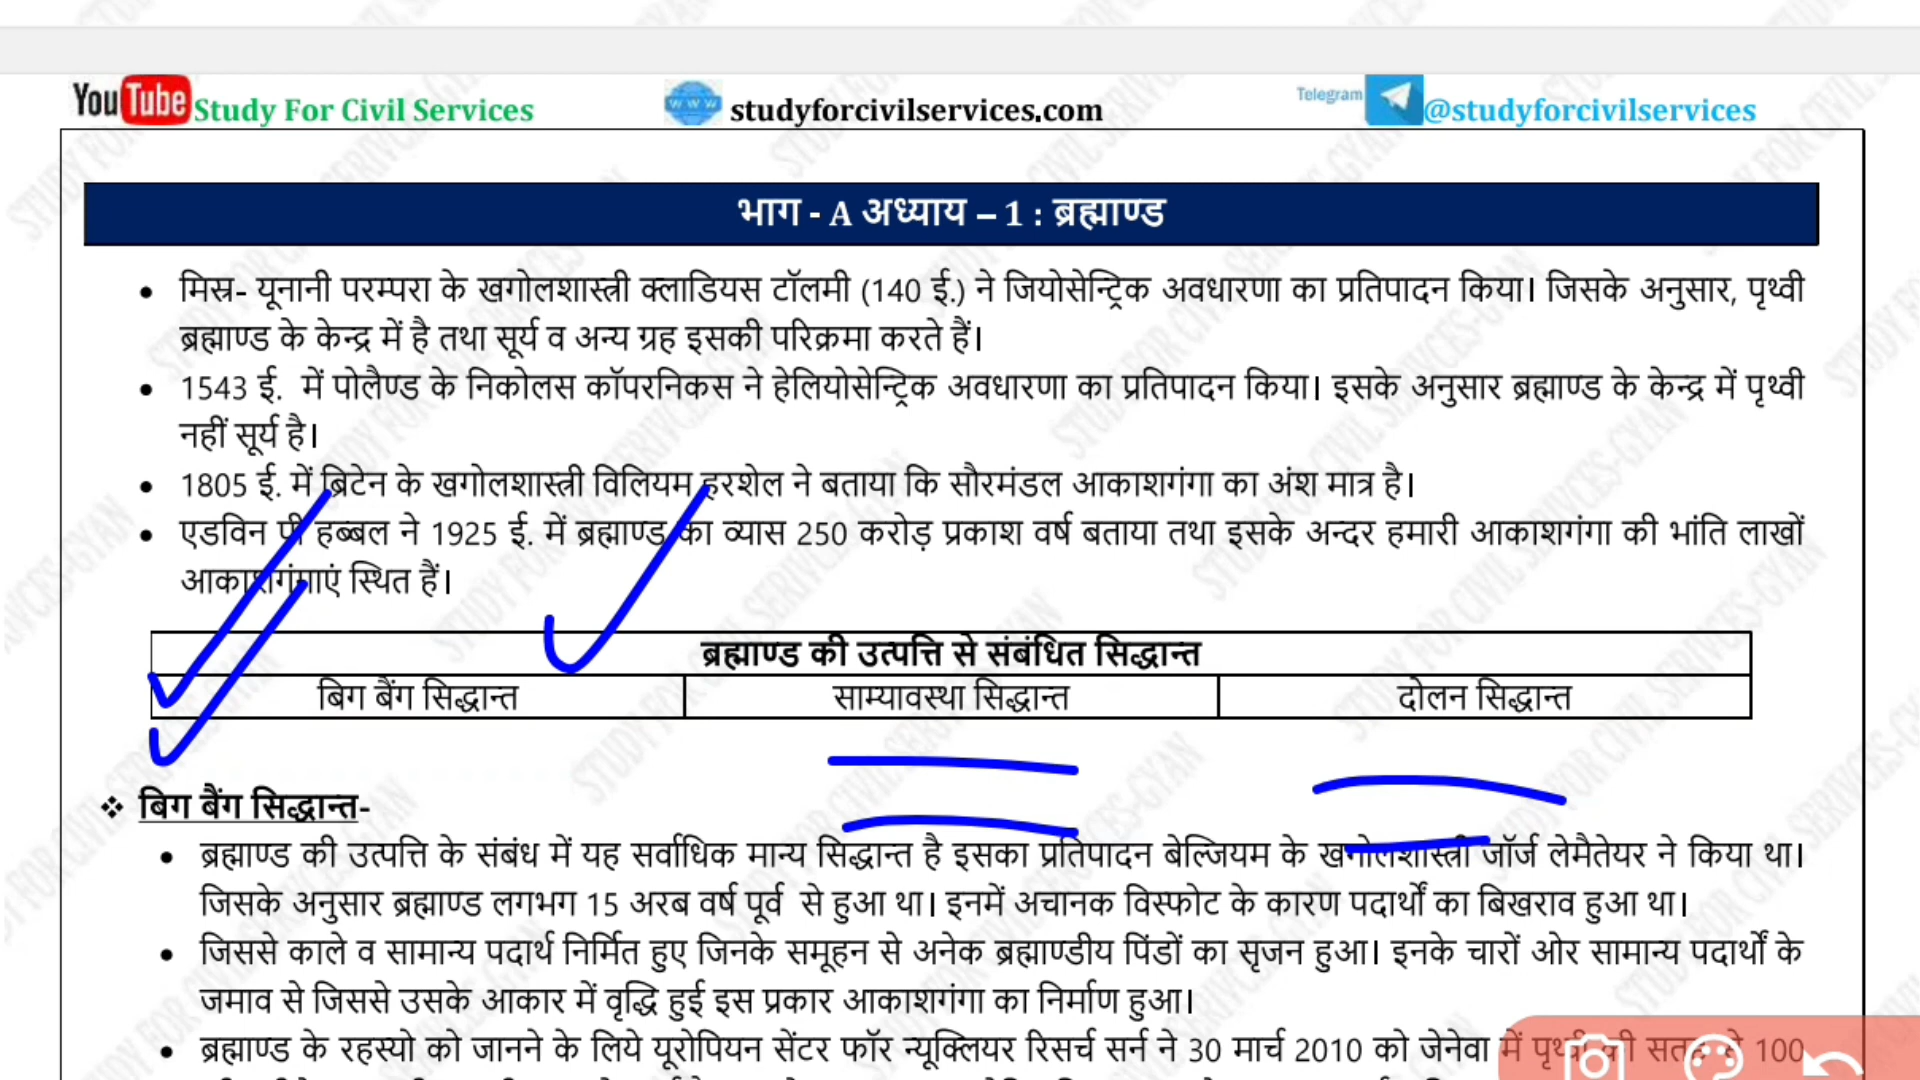 YouTube Study For Civil Services
www studyforcivilservices.com
Telegram @studyforcivilservices
भाग - A अध्याय – 1 : ब्रह्माण्ड
• मिस्र- यूनानी परम्परा के खगोलशास्त्री क्लाडियस टॉलमी (140 ई.) ने जियोसेन्ट्रिक अवधारणा का प्रतिपादन किया। जिसके अनुसार, पृथ्वी
ब्रह्माण्ड के केन्द्र में है तथा सूर्य व अन्य ग्रह इसकी परिक्रमा करते हैं।
• 1543 ई. में पोलैण्ड के निकोलस कॉपरनिकस ने हेलियोसेन्ट्रिक अवधारणा का प्रतिपादन किया। इसके अनुसार ब्रह्माण्ड के केन्द्र में पृथ्वी
नहीं सूर्य है।
• 1805 ई. में ब्रिटेन के खगोलशास्त्री विलियम हरशेल ने बताया कि सौरमंडल आकाशगंगा का अंश मात्र है।
• एडविन पी हब्बल ने 1925 ई. में ब्रह्माण्ड का व्यास 250 करोड़ प्रकाश वर्ष बताया तथा इसके अन्दर हमारी आकाशगंगा की भांति लाखों
आकाशगंगाएं स्थित हैं।
ब्रह्माण्ड की उत्पत्ति से संबंधित सिद्धान्त
बिग बैंग सिद्धान्त साम्यावस्था सिद्धान्त दोलन सिद्धान्त
❖ बिग बैंग सिद्धान्त-
• ब्रह्माण्ड की उत्पत्ति के संबंध में यह सर्वाधिक मान्य सिद्धान्त है इसका प्रतिपादन बेल्जियम के खगोलशास्त्री जॉर्ज लेमैतेयर ने किया था।
जिसके अनुसार ब्रह्माण्ड लगभग 15 अरब वर्ष पूर्व से हुआ था। इनमें अचानक विस्फोट के कारण पदार्थों का बिखराव हुआ था।
• जिससे काले व सामान्य पदार्थ निर्मित हुए जिनके समूहन से अनेक ब्रह्माण्डीय पिंडों का सृजन हुआ। इनके चारों ओर सामान्य पदार्थों के
जमाव से जिससे उसके आकार में वृद्धि हुई इस प्रकार आकाशगंगा का निर्माण हुआ।
• ब्रह्माण्ड के रहस्यो को जानने के लिये यूरोपियन सेंटर फॉर न्यूक्लियर रिसर्च सर्न ने 30 मार्च 2010 को जेनेवा में पृथ्वी की सतह से 100